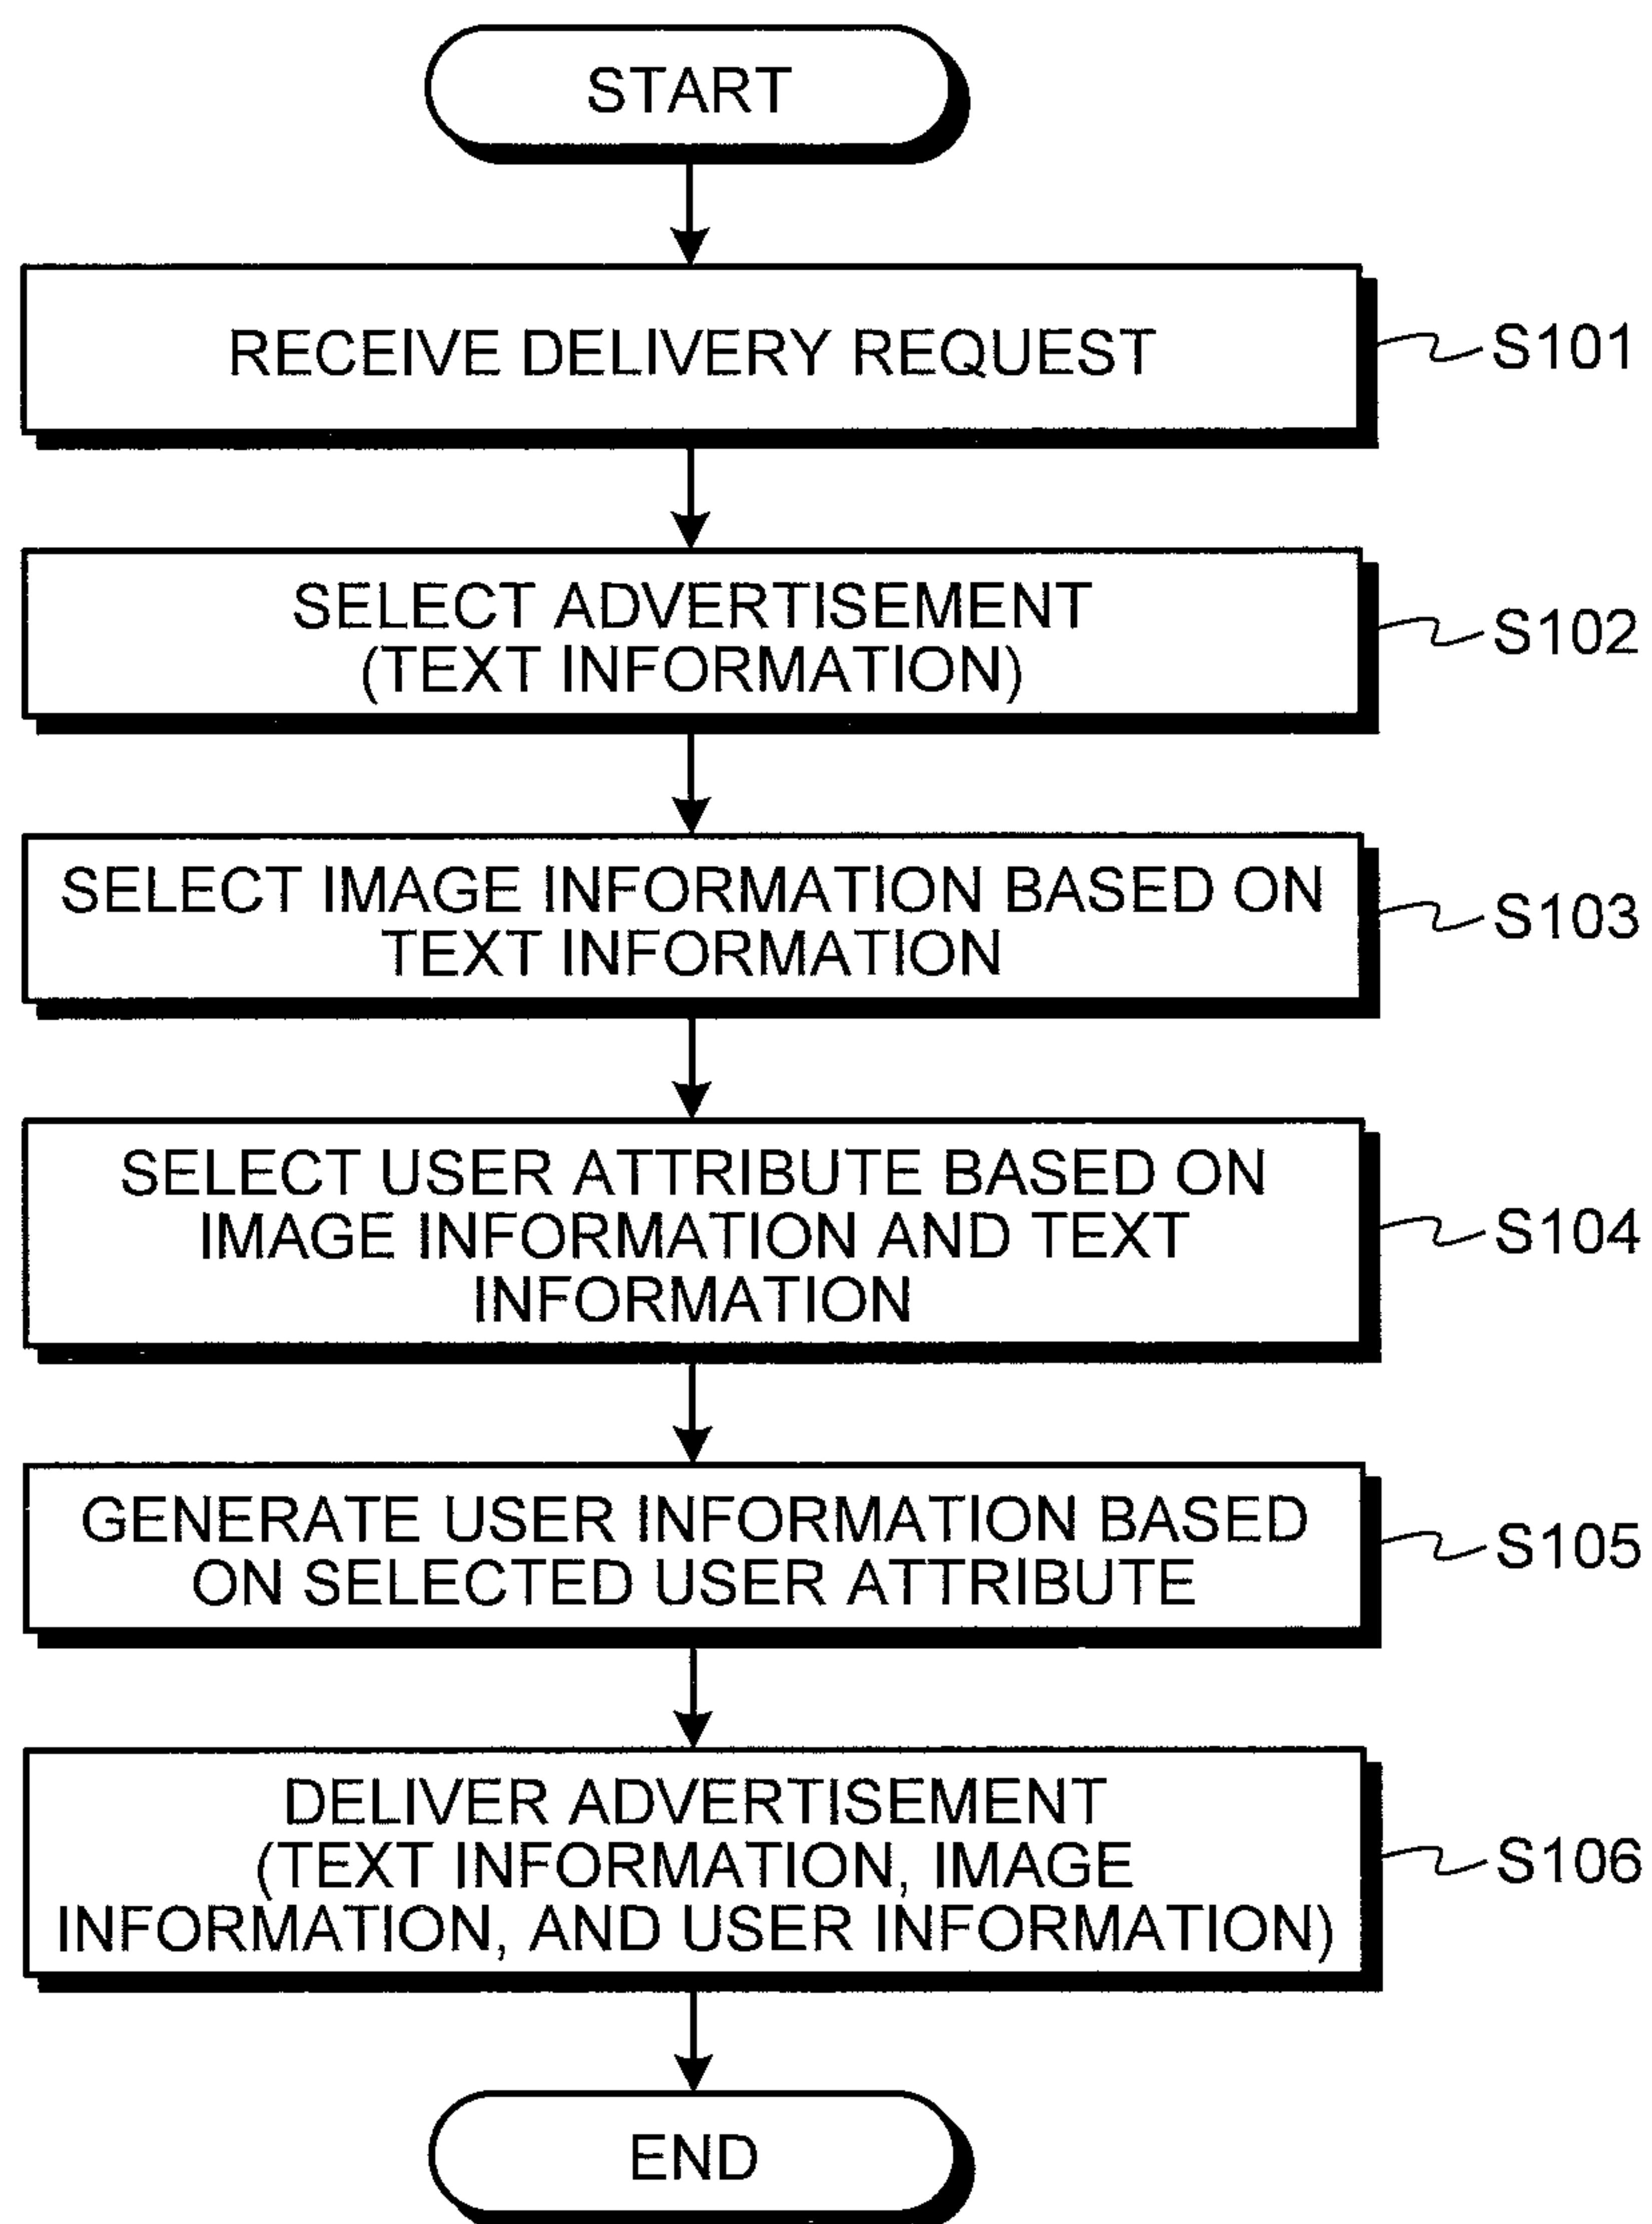 START
RECEIVE DELIVERY REQUEST
S101
SELECT ADVERTISEMENT
(TEXT INFORMATION)
S102
SELECT IMAGE INFORMATION BASED ON
TEXT INFORMATION
S103
SELECT USER ATTRIBUTE BASED ON
IMAGE INFORMATION AND TEXT
INFORMATION
S104
GENERATE USER INFORMATION BASED
ON SELECTED USER ATTRIBUTE
S105
DELIVER ADVERTISEMENT
(TEXT INFORMATION, IMAGE
INFORMATION, AND USER INFORMATION)
S106
END